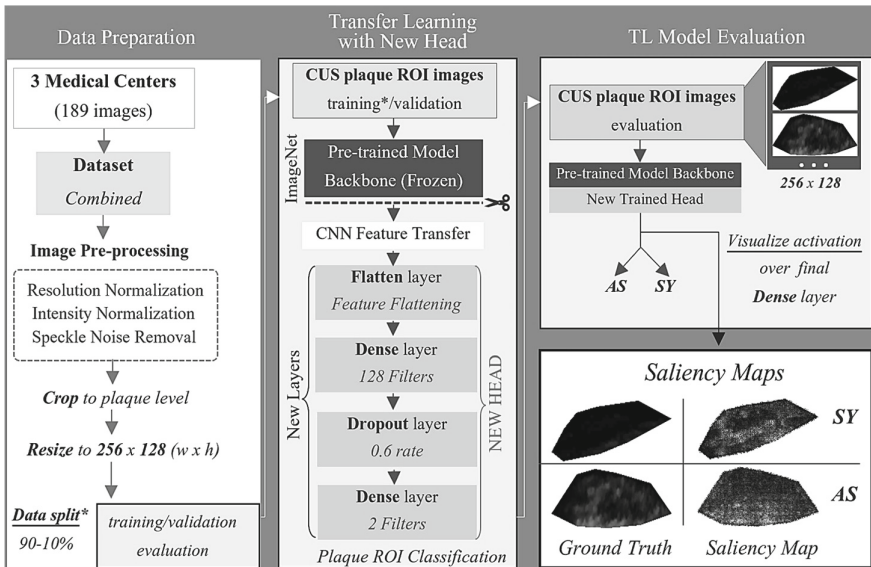 Data Preparation
3 Medical Centers
(189 images)
Dataset
Combined
Image Pre-processing
Resolution Normalization
Intensity Normalization
Speckle Noise Removal
Crop to plaque level
Resize to 256 x 128 (w x h)
Data split*
90-10%
training/validation
evaluation
Transfer Learning
with New Head
CUS plaque ROI images
training*/validation
ImageNet
Pre-trained Model
Backbone (Frozen)
CNN Feature Transfer
New Layers
Flatten layer
Feature Flattening
Dense layer
128 Filters
Dropout layer
0.6 rate
Dense layer
2 Filters
NEW HEAD
Plaque ROI Classification
TL Model Evaluation
CUS plaque ROI images
evaluation
256 x 128
Pre-trained Model Backbone
New Trained Head
AS SY
Visualize activation
over final
Dense layer
Saliency Maps
SY
AS
Ground Truth Saliency Map